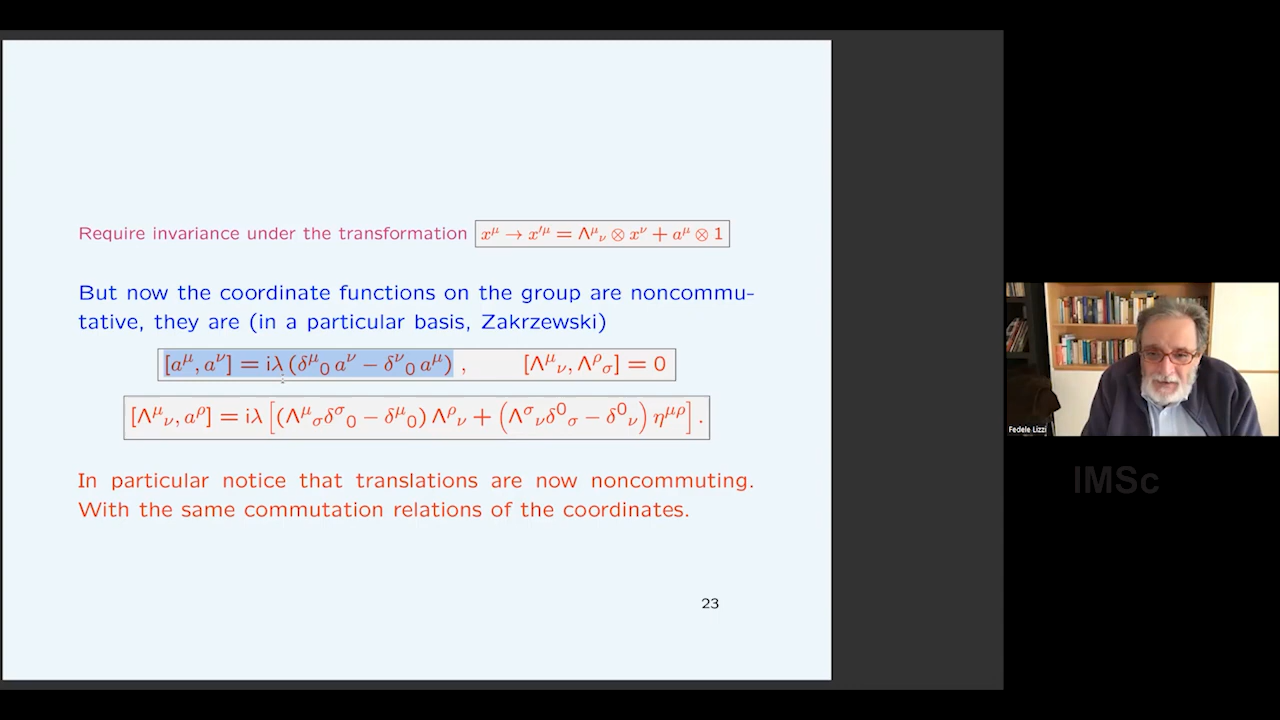 Require invariance under the transformation x^μ → x'^μ = Λ^μ_ν ⊗ x^ν + a^μ ⊗ 1
But now the coordinate functions on the group are noncommu-
tative, they are (in a particular basis, Zakrzewski)
[a^μ, a^ν] = iλ (δ^μ_0 a^ν − δ^ν_0 a^μ) , [Λ^μ_ν, Λ^ρ_σ] = 0
[Λ^μ_ν, a^ρ] = iλ [(Λ^μ_σ δ^σ_0 − δ^μ_0) Λ^ρ_ν + (Λ^σ_ν δ^0_σ − δ^0_ν) η^{μρ}] .
In particular notice that translations are now noncommuting.
With the same commutation relations of the coordinates.
23
Fedele Lizzi
IMSc